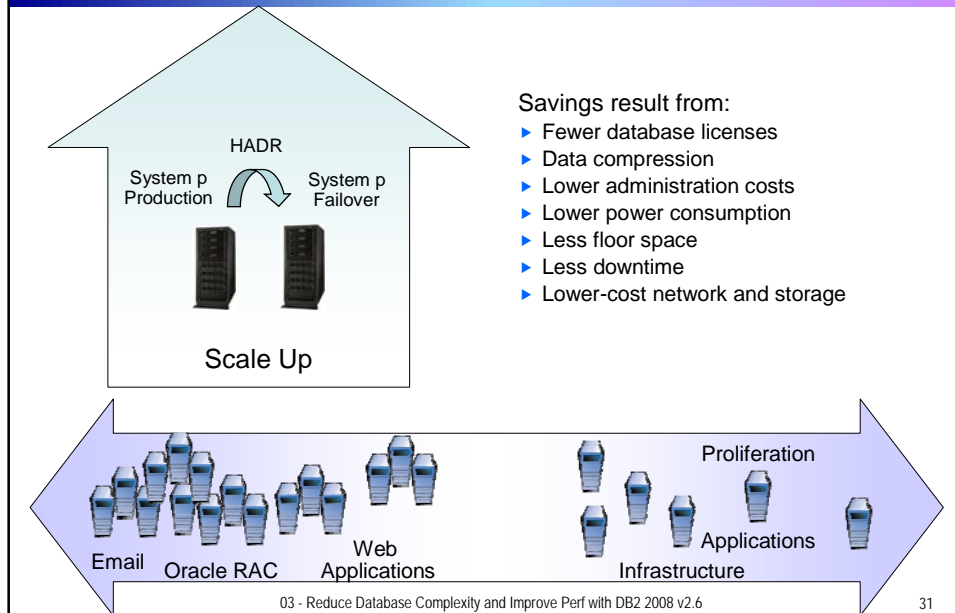 HADR
System p
Production
System p
Failover
Scale Up
Savings result from:
Fewer database licenses
Data compression
Lower administration costs
Lower power consumption
Less floor space
Less downtime
Lower-cost network and storage
Email
Oracle RAC
Web
Applications
Proliferation
Applications
Infrastructure
03 - Reduce Database Complexity and Improve Perf with DB2 2008 v2.6
31